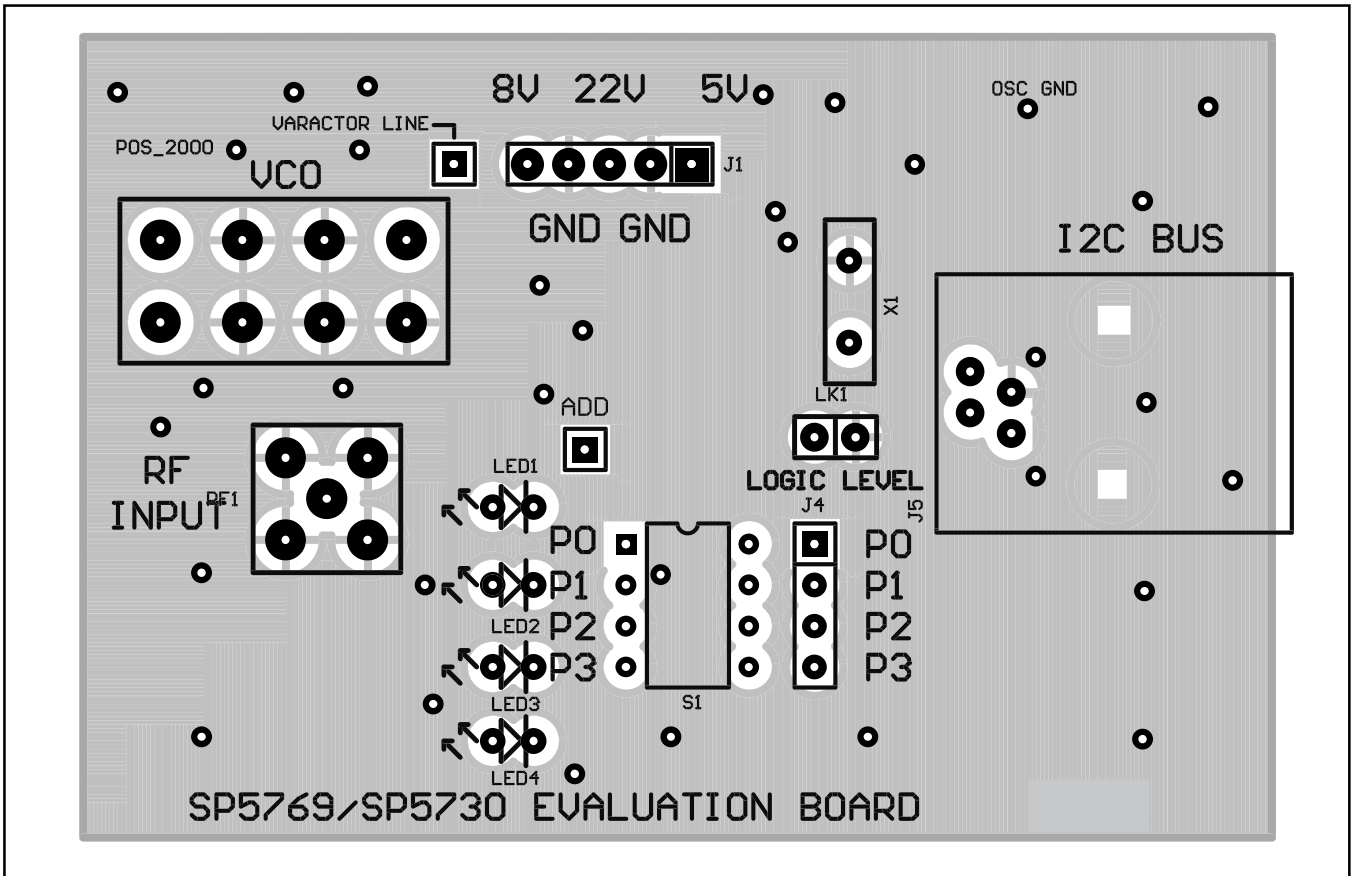 8V 22V 5V
OSC GND
VARACTOR LINE
POS_2000
VCO
J1
GND GND
I2C BUS
X1
LK1
ADD
LOGIC LEVEL
RF
INPUT
RF1
LED1
J4
J5
P0
P0
P1
P1
LED2
P2
P2
P3
P3
LED3
S1
LED4
SP5769/SP5730 EVALUATION BOARD